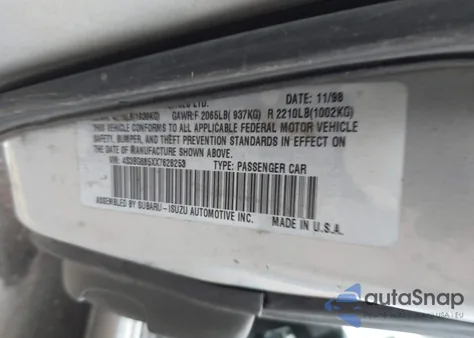 LTD. DATE: 11/98
GAWR:F 2065LB( 937KG) R 2210LB(1002KG)
THIS VEHICLE CONFORMS TO ALL APPLICABLE FEDERAL MOTOR VEHICLE
SAFETY, BUMPER, AND THEFT PREVENTION STANDARDS IN EFFECT
ON THE DATE OF MANUFACTURE SHOWN ABOVE.
VIN: TYPE: PASSENGER CAR
ASSEMBLED BY SUBARU-ISUZU AUTOMOTIVE INC. MADE IN U.S.A.
autoSnap